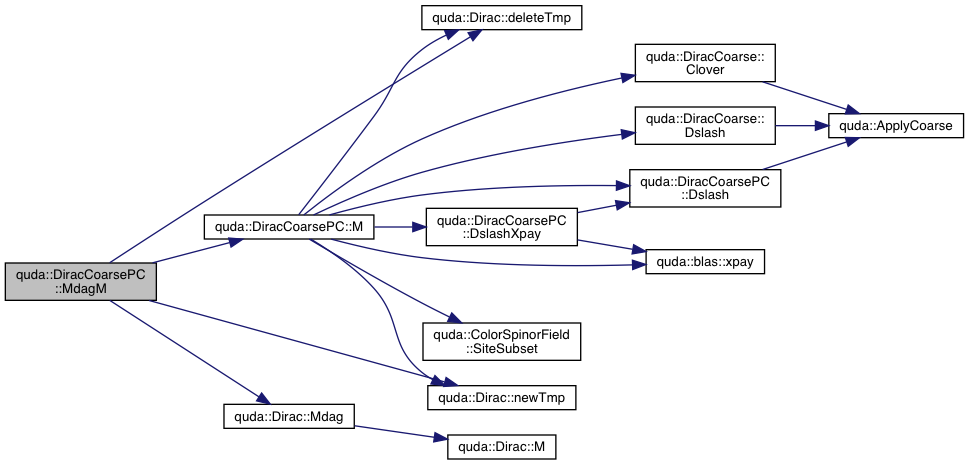 quda::Dirac::deleteTmp
quda::DiracCoarse::
Clover
quda::DiracCoarse::
Dslash
quda::ApplyCoarse
quda::DiracCoarsePC
::Dslash
quda::DiracCoarsePC::M
quda::DiracCoarsePC
::DslashXpay
quda::blas::xpay
quda::DiracCoarsePC
::MdagM
quda::ColorSpinorField
::SiteSubset
quda::Dirac::newTmp
quda::Dirac::Mdag
quda::Dirac::M